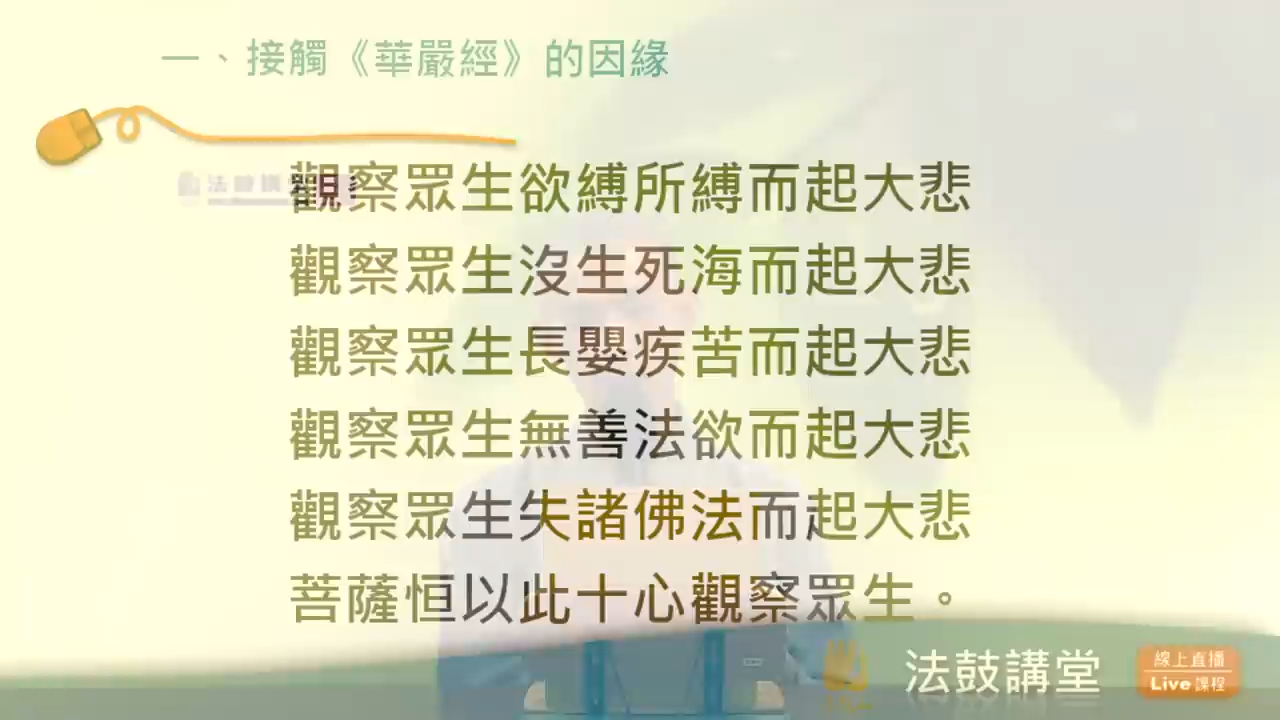 一、接觸《華嚴經》的因緣
觀察眾生欲縛所縛而起大悲
觀察眾生沒生死海而起大悲
觀察眾生長嬰疾苦而起大悲
觀察眾生無善法欲而起大悲
觀察眾生失諸佛法而起大悲
菩薩恒以此十心觀察眾生。
法鼓講堂
線上直播
Live 課程